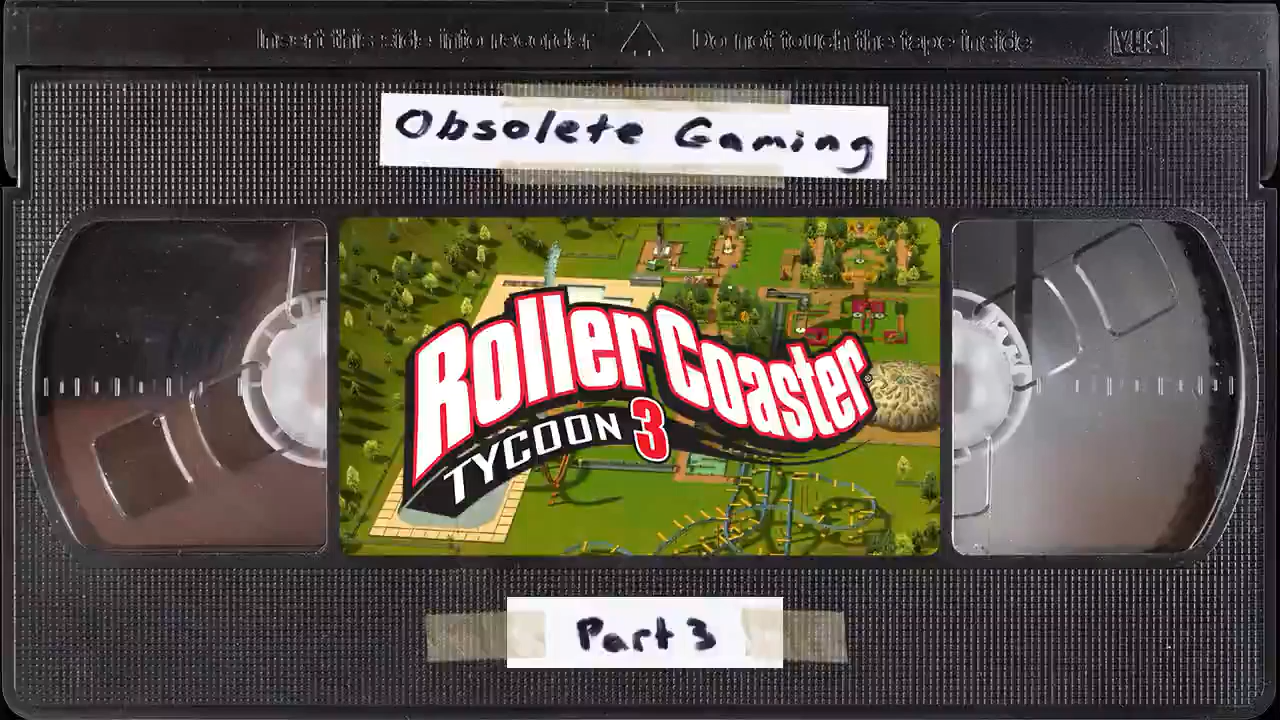 Insert this side into recorder
Do not touch the tape inside
VHS
Obsolete Gaming
RollerCoaster®
TYCOON 3
Part 3